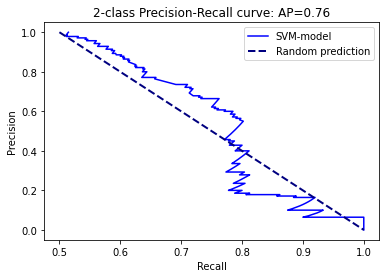 2-class Precision-Recall curve: AP=0.76
SVM-model
Random prediction
Precision
1.0
0.8
0.6
0.4
0.2
0.0
0.5 0.6 0.7 0.8 0.9 1.0
Recall